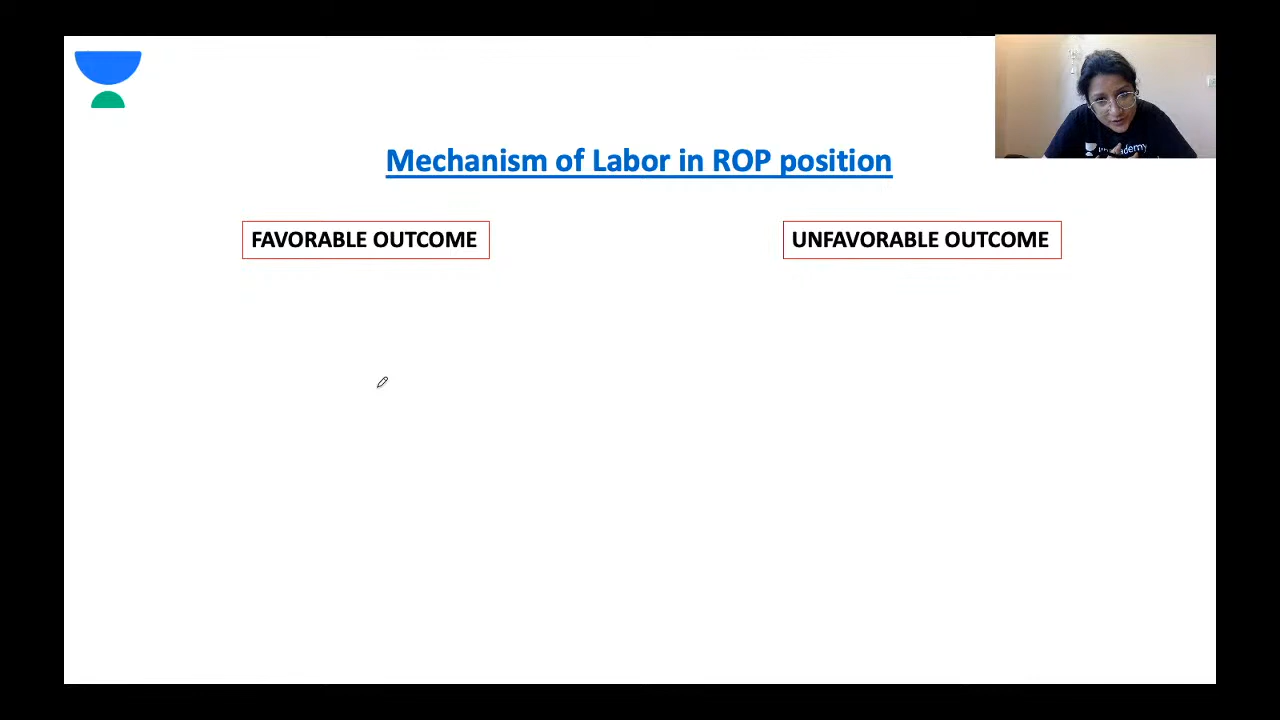 Mechanism of Labor in ROP position
FAVORABLE OUTCOME
UNFAVORABLE OUTCOME